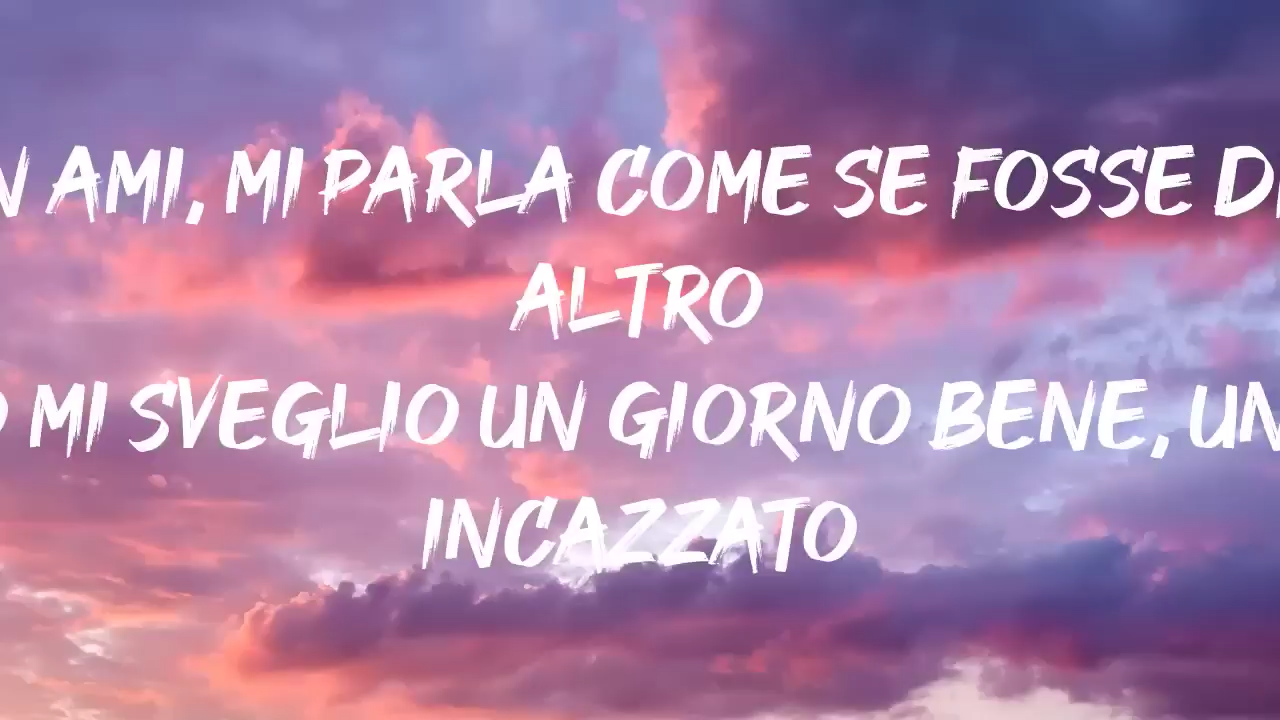 AMI, MI PARLA COME SE FOSSE
ALTRO
MI SVEGLIO UN GIORNO BENE, UN
INCAZZATO